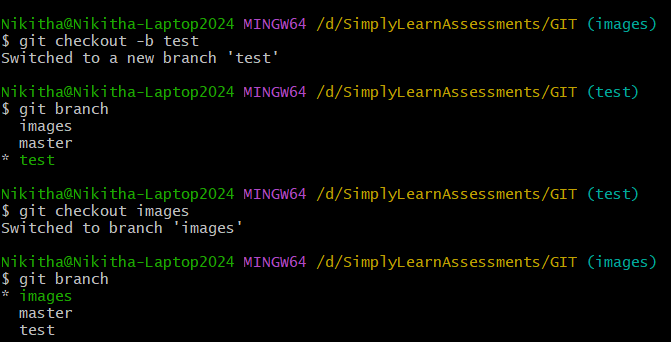 Nikitha@Nikitha-Laptop2024 MINGW64 /d/SimplyLearnAssessments/GIT (images)
$ git checkout -b test
Switched to a new branch 'test'
Nikitha@Nikitha-Laptop2024 MINGW64 /d/SimplyLearnAssessments/GIT (test)
$ git branch
  images
  master
* test
Nikitha@Nikitha-Laptop2024 MINGW64 /d/SimplyLearnAssessments/GIT (test)
$ git checkout images
Switched to branch 'images'
Nikitha@Nikitha-Laptop2024 MINGW64 /d/SimplyLearnAssessments/GIT (images)
$ git branch
* images
  master
  test